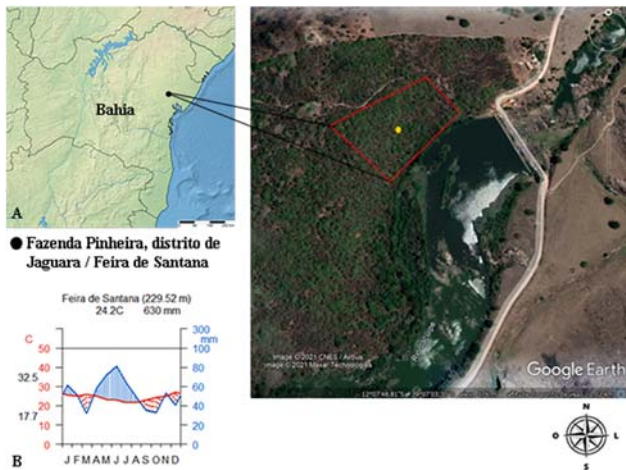 Bahia
A
Fazenda Pinheira, distrito de
Jaguara / Feira de Santana
Feira de Santana (229.52 m)
24.2C 630 mm
C
300
mm
50 100
40 80
32.5
30 60
20 40
17.7
10 20
0 0
J F M A M J J A S O N D
B
Image © 2021 CNES / Airbus
Image © 2021 Maxar Technologies
Google Earth
N
O L
S